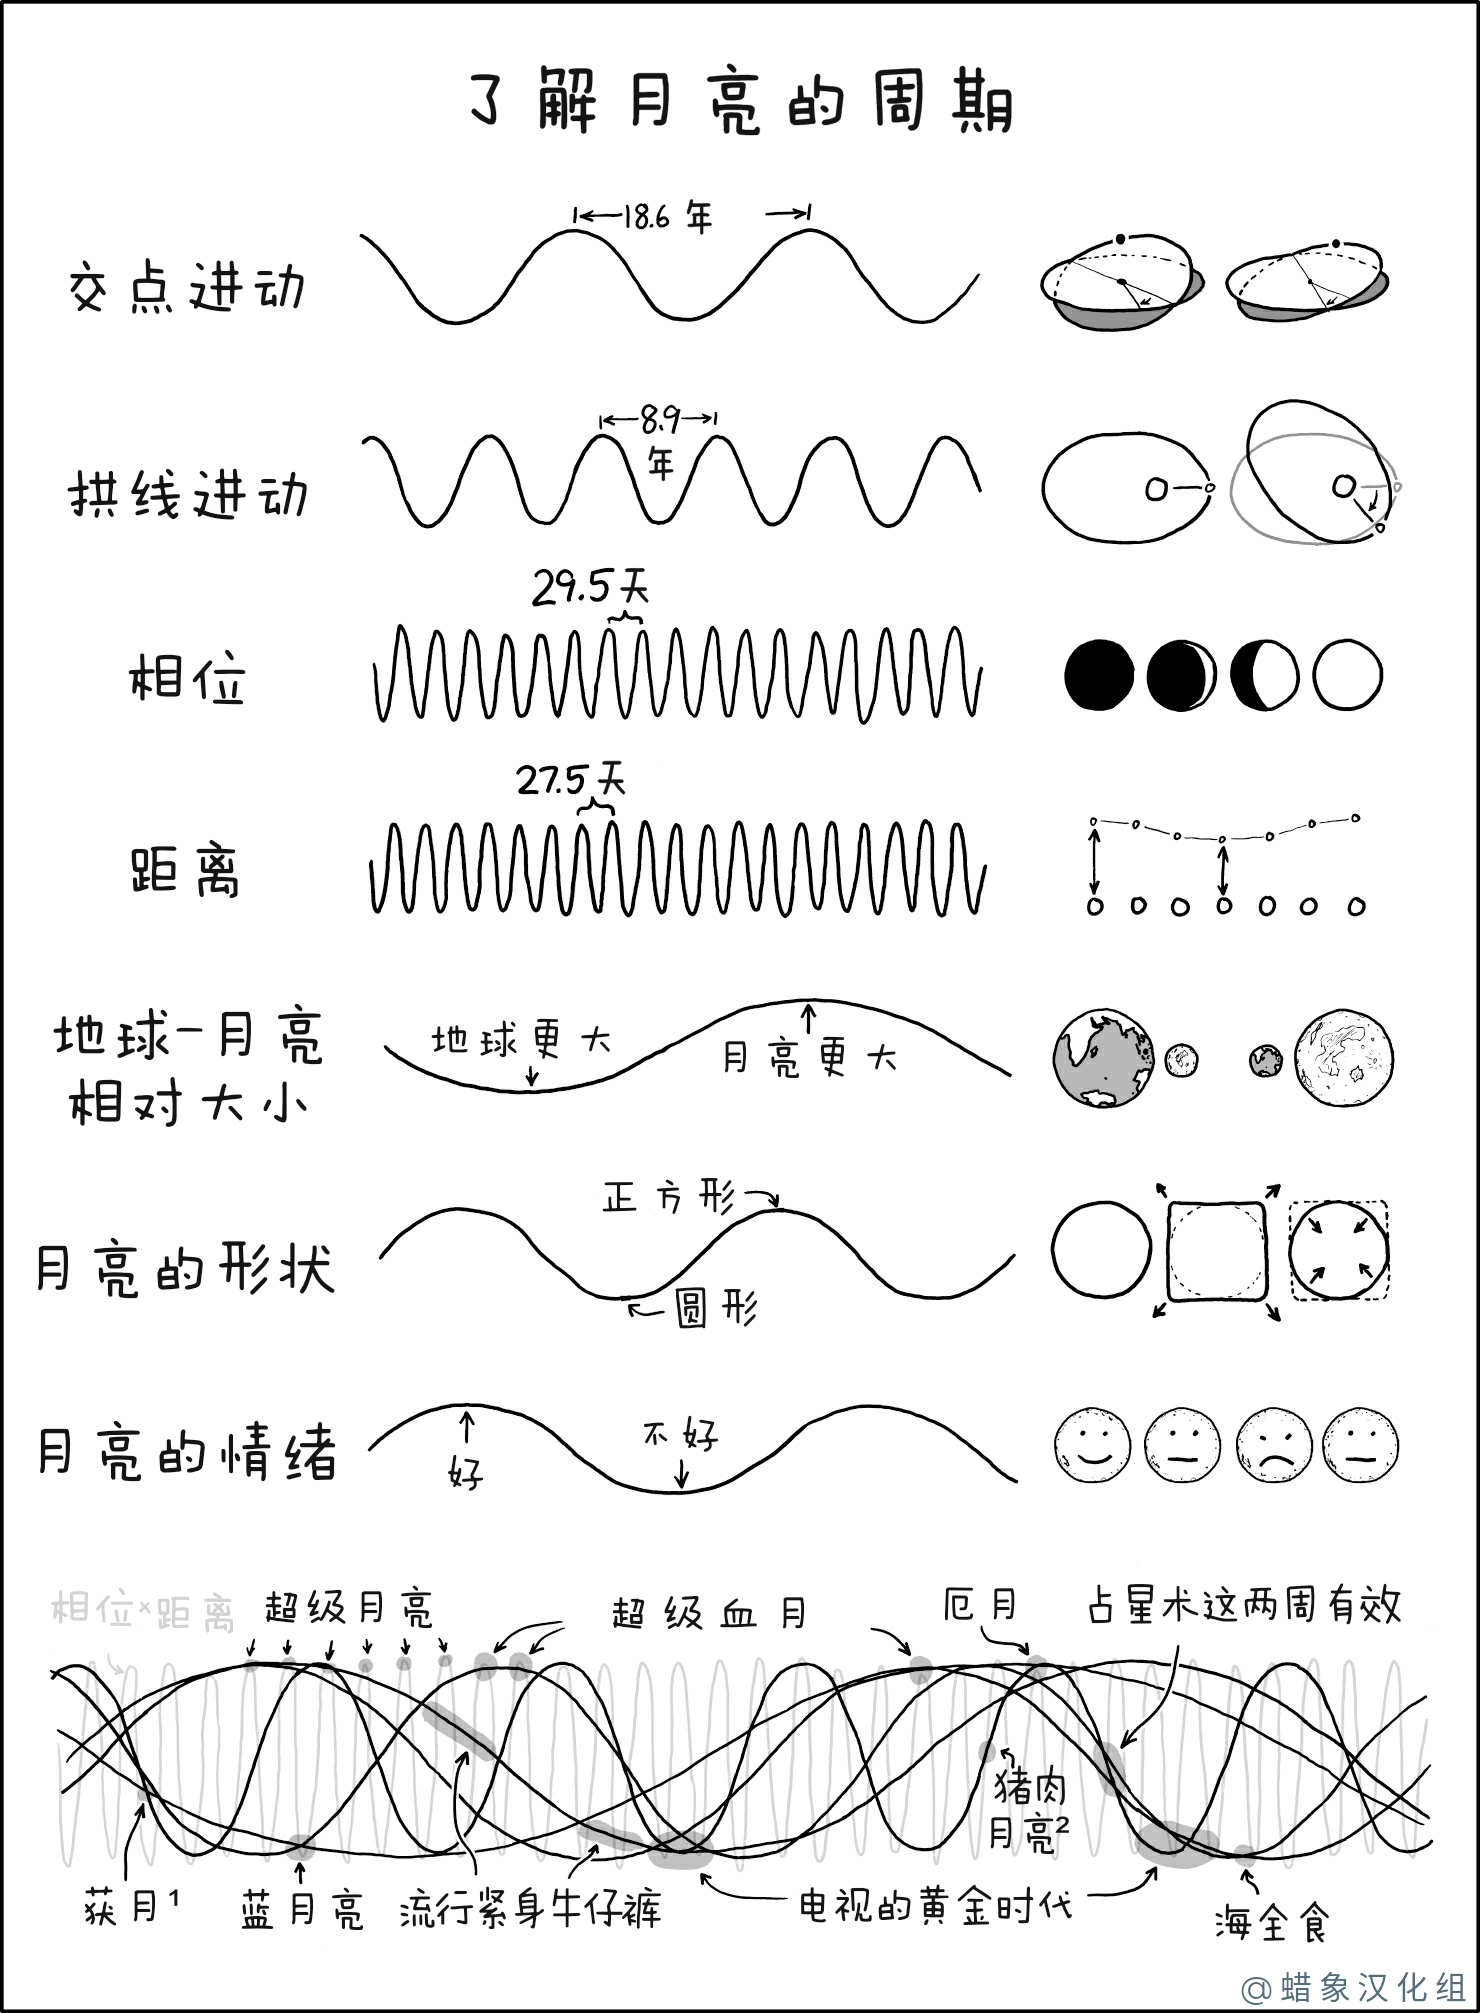 了解月亮的周期
18.6 年
交点进动
8.9
年
拱线进动
29.5天
相位
27.5天
距离
地球-月亮
相对大小
地球更大
月亮更大
正方形
月亮的形状
圆形
月亮的情绪
好
不好
相位×距离
超级月亮
超级血月
厄月
占星术这两周有效
猪肉
月亮²
获月¹
蓝月亮
流行紧身牛仔裤
电视的黄金时代
海全食
@蜡象汉化组